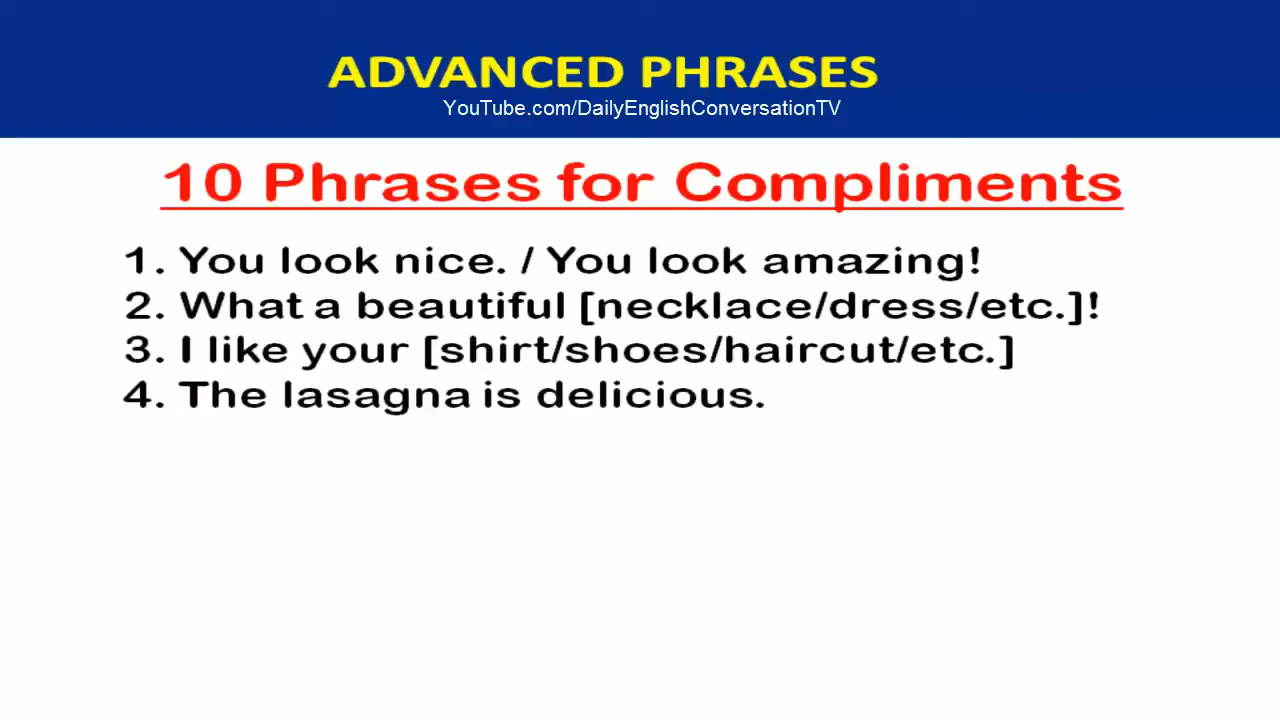 ADVANCED PHRASES
YouTube.com/DailyEnglishConversationTV
10 Phrases for Compliments
1. You look nice. / You look amazing!
2. What a beautiful [necklace/dress/etc.]!
3. I like your [shirt/shoes/haircut/etc.]
4. The lasagna is delicious.